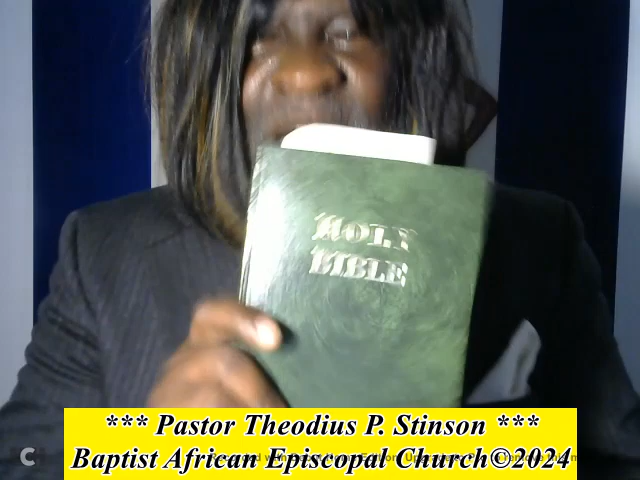 HOLY
BIBLE
*** Pastor Theodius P. Stinson ***
Baptist African Episcopal Church©2024